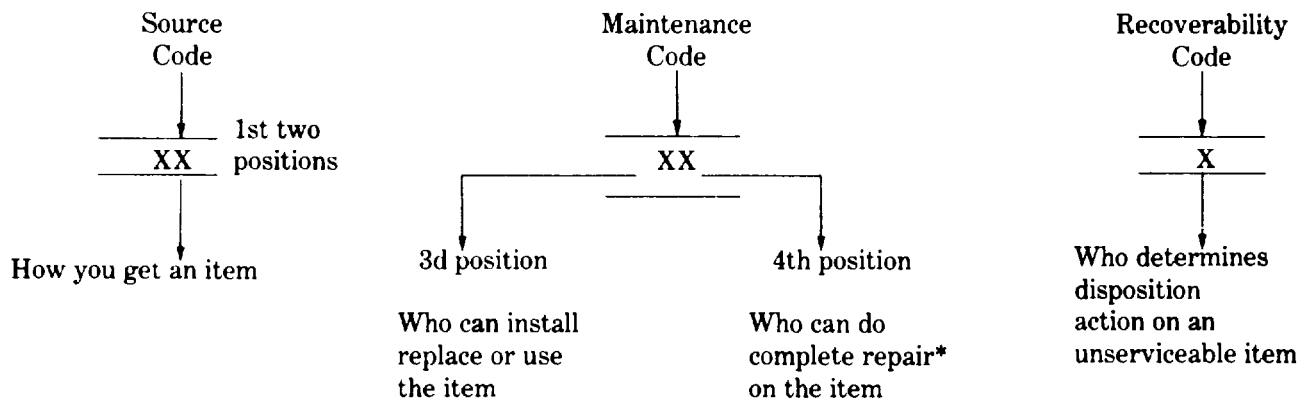 Source
Code
1st two
positions
XX
How you get an item
Maintenance
Code
XX
3d position
Who can install
replace or use
the item
4th position
Who can do
complete repair*
on the item
Recoverability
Code
X
Who determines
disposition
action on an
unserviceable item